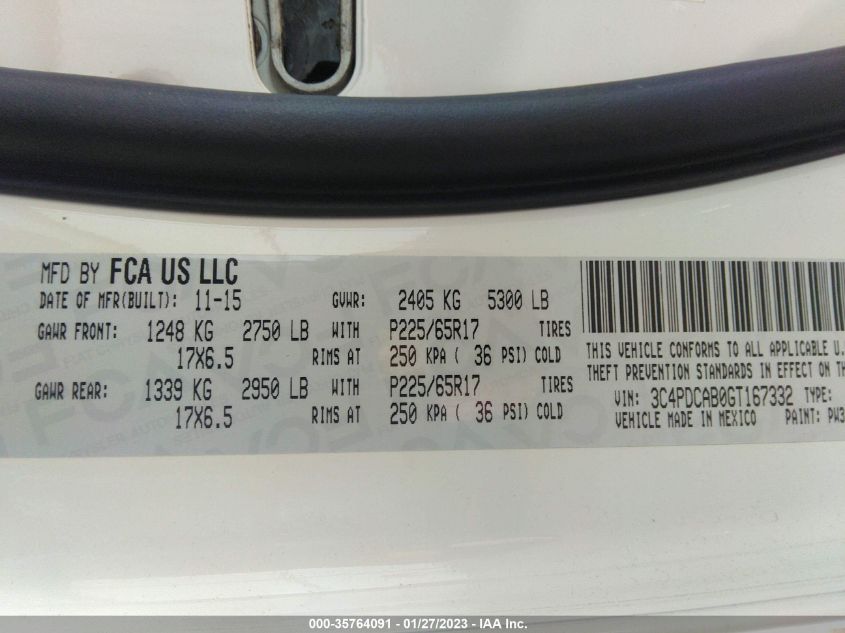 MFD BY FCA US LLC
DATE OF MFR(BUILT): 11-15 GVWR: 2405 KG 5300 LB
GAWR FRONT: 1248 KG 2750 LB WITH P225/65R17 TIRES
17X6.5 RIMS AT 250 KPA ( 36 PSI) COLD
GAWR REAR: 1339 KG 2950 LB WITH P225/65R17 TIRES
17X6.5 RIMS AT 250 KPA ( 36 PSI) COLD
THIS VEHICLE CONFORMS TO ALL APPLICABLE U.
THEFT PREVENTION STANDARDS IN EFFECT ON TH
VIN: 3C4PDCAB0GT167332 TYPE:
VEHICLE MADE IN MEXICO PAINT: PW3
000-35764091 - 01/27/2023 - IAA Inc.